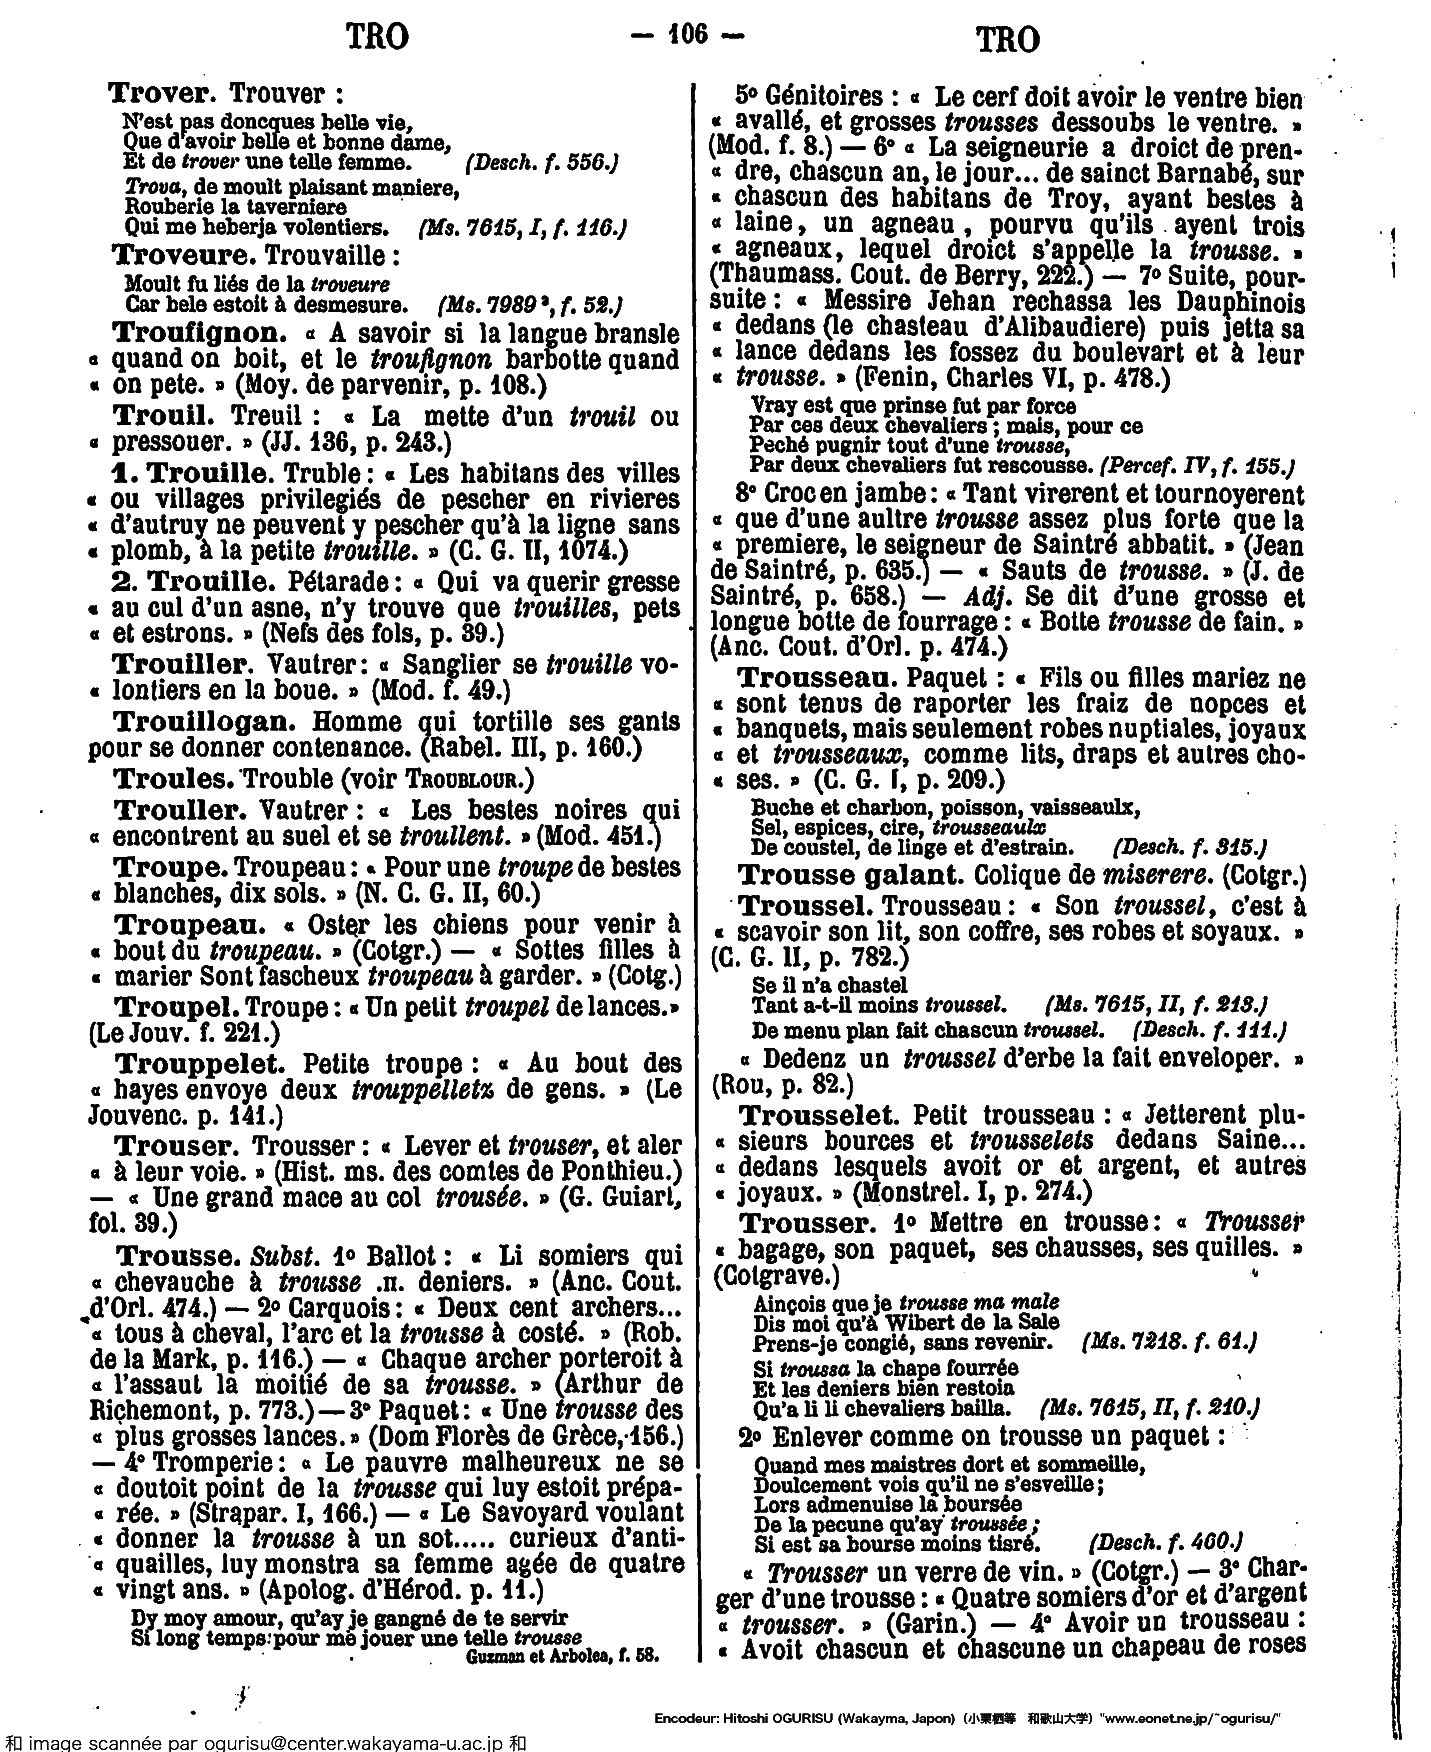 TRO
— 106 —
TRO
Trover. Trouver :
N'est pas doncques belle vie,
Que d'avoir belle et bonne dame,
Et de trover une telle femme. (Desch. f. 556.)
Trova, de moult plaisant maniere,
Rouberie la taverniere
Qui me heberja volentiers. (Ms. 7615, I, f. 116.)
Troveure. Trouvaille :
Moult fu liés de la troveure
Car bele estoit à desmesure. (Ms. 7989 ², f. 52.)
Troufignon. « A savoir si la langue bransle
« quand on boit, et le troufignon barbotte quand
« on pete. » (Moy. de parvenir, p. 108.)
Trouil. Treuil : « La mette d'un trouil ou
« pressouer. » (JJ. 136, p. 243.)
1. Trouille. Truble : « Les habitans des villes
« ou villages privilegiés de pescher en rivieres
« d'autruy ne peuvent y pescher qu'à la ligne sans
« plomb, à la petite trouille. » (C. G. II, 1074.)
2. Trouille. Pétarade : « Qui va querir gresse
« au cul d'un asne, n'y trouve que trouilles, pets
« et estrons. » (Nefs des fols, p. 39.)
Trouiller. Vautrer : « Sanglier se trouille vo-
« lontiers en la boue. » (Mod. f. 49.)
Trouillogan. Homme qui tortille ses gants
pour se donner contenance. (Rabel. III, p. 160.)
Troules. Trouble (voir TROUBLOUR.)
Trouller. Vautrer : « Les bestes noires qui
« encontrent au suel et se troullent. » (Mod. 451.)
Troupe. Troupeau : « Pour une troupe de bestes
« blanches, dix sols. » (N. C. G. II, 60.)
Troupeau. « Oster les chiens pour venir à
« bout du troupeau. » (Cotgr.) — « Sottes filles à
« marier Sont fascheux troupeau à garder. » (Cotg.)
Troupel. Troupe : « Un petit troupel de lances. »
(Le Jouv. f. 221.)
Trouppelet. Petite troupe : « Au bout des
« hayes envoye deux trouppelletz de gens. » (Le
Jouvenc. p. 141.)
Trouser. Trousser : « Lever et trouser, et aler
« à leur voie. » (Hist. ms. des comtes de Ponthieu.)
— « Une grand mace au col trousée. » (G. Guiart,
fol. 39.)
Trousse. Subst. 1º Ballot : « Li somiers qui
« chevauche à trousse .II. deniers. » (Anc. Cout.
d'Orl. 474.) — 2º Carquois : « Deux cent archers...
« tous à cheval, l'arc et la trousse à costé. » (Rob.
de la Mark, p. 116.) — « Chaque archer porteroit à
« l'assaut la moitié de sa trousse. » (Arthur de
Richemont, p. 773.) — 3º Paquet : « Une trousse des
« plus grosses lances. » (Dom Florès de Grèce, 156.)
— 4º Tromperie : « Le pauvre malheureux ne se
« doutoit point de la trousse qui luy estoit prépa-
« rée. » (Strapar. I, 166.) — « Le Savoyard voulant
« donner la trousse à un sot..... curieux d'anti-
« quailles, luy monstra sa femme agée de quatre
« vingt ans. » (Apolog. d'Hérod. p. 11.)
Dy moy amour, qu'ay je gangné de te servir
Si long temps pour me jouer une telle trousse
Guzman et Arbolea, f. 58.
5º Génitoires : « Le cerf doit avoir le ventre bien
« avallé, et grosses trousses dessoubs le ventre. »
(Mod. f. 8.) — 6º « La seigneurie a droict de pren-
« dre, chascun an, le jour... de sainct Barnabé, sur
« chascun des habitans de Troy, ayant bestes à
« laine, un agneau, pourvu qu'ils ayent trois
« agneaux, lequel droict s'appelle la trousse. »
(Thaumass. Cout. de Berry, 222.) — 7º Suite, pour-
suite : « Messire Jehan rechassa les Dauphinois
« dedans (le chasteau d'Alibaudiere) puis jetta sa
« lance dedans les fossez du boulevart et à leur
« trousse. » (Fenin, Charles VI, p. 478.)
Vray est que prinse fut par force
Par ces deux chevaliers ; mais, pour ce
Peché pugnir tout d'une trousse,
Par deux chevaliers fut rescousse. (Percef. IV, f. 155.)
8º Croc en jambe : « Tant virerent et tournoyerent
« que d'une aultre trousse assez plus forte que la
« premiere, le seigneur de Saintré abbatit. » (Jean
de Saintré, p. 635.) — « Sauts de trousse. » (J. de
Saintré, p. 658.) — Adj. Se dit d'une grosse et
longue botte de fourrage : « Botte trousse de fain. »
(Anc. Cout. d'Orl. p. 474.)
Trousseau. Paquet : « Fils ou filles mariez ne
« sont tenus de raporter les fraiz de nopces et
« banquets, mais seulement robes nuptiales, joyaux
« et trousseaux, comme lits, draps et autres cho-
« ses. » (C. G. I, p. 209.)
Buche et charbon, poisson, vaisseaulx,
Sel, espices, cire, trousseaulx
De coustel, de linge et d'estrain. (Desch. f. 315.)
Trousse galant. Colique de miserere. (Cotgr.)
Troussel. Trousseau : « Son troussel, c'est à
« scavoir son lit, son coffre, ses robes et soyaux. »
(C. G. II, p. 782.)
Se il n'a chastel
Tant a-t-il moins troussel. (Ms. 7615, II, f. 213.)
De menu plan fait chascun troussel. (Desch. f. 111.)
« Dedenz un troussel d'erbe la fait enveloper. »
(Rou, p. 82.)
Trousselet. Petit trousseau : « Jetterent plu-
« sieurs bources et trousselets dedans Saine...
« dedans lesquels avoit or et argent, et autres
« joyaux. » (Monstrel. I, p. 274.)
Trousser. 1º Mettre en trousse : « Trousser
« bagage, son paquet, ses chausses, ses quilles. »
(Cotgrave.)
Ainçois que je trousse ma male
Dis moi qu'à Wibert de la Sale
Prens-je congié, sans revenir. (Ms. 7218. f. 61.)
Si troussa la chape fourrée
Et les deniers bien restoia
Qu'a li li chevaliers bailla. (Ms. 7615, II, f. 210.)
2º Enlever comme on trousse un paquet :
Quand mes maistres dort et sommeille,
Doulcement vois qu'il ne s'esveille ;
Lors admenuise la boursée
De la pecune qu'ay troussée ;
Si est sa bourse moins tisré. (Desch. f. 460.)
« Trousser un verre de vin. » (Cotgr.) — 3º Char-
ger d'une trousse : « Quatre somiers d'or et d'argent
« trousser. » (Garin.) — 4º Avoir un trousseau :
« Avoit chascun et chascune un chapeau de roses
Encodeur: Hitoshi OGURISU (Wakayma, Japon) (小栗栖等 和歌山大学) "www.eonet.ne.jp/~ogurisu/"
和 image scannée par ogurisu@center.wakayama-u.ac.jp 和